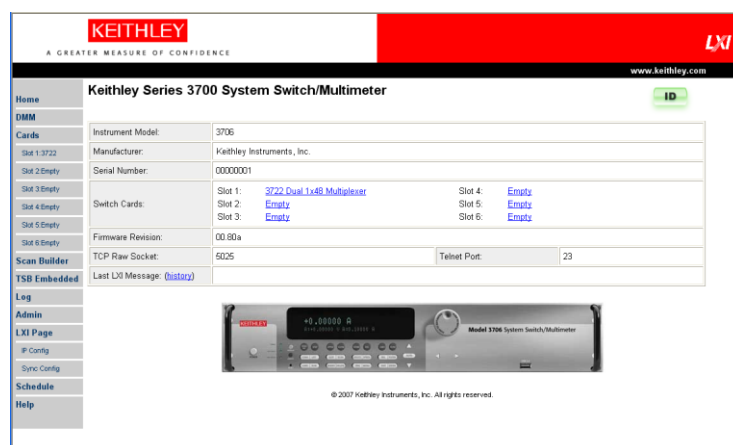 KEITHLEY
A GREATER MEASURE OF CONFIDENCE
LXI
www.keithley.com
Home
DMM
Cards
Slot 1:3722
Slot 2:Empty
Slot 3:Empty
Slot 4:Empty
Slot 5:Empty
Slot 6:Empty
Scan Builder
TSB Embedded
Log
Admin
LXI Page
IP Config
Sync Config
Schedule
Help
Keithley Series 3700 System Switch/Multimeter
ID
Instrument Model: 3706
Manufacturer: Keithley Instruments, Inc.
Serial Number: 00000001
Switch Cards:
Slot 1: 3722 Dual 1x48 Multiplexer Slot 4: Empty
Slot 2: Empty Slot 5: Empty
Slot 3: Empty Slot 6: Empty
Firmware Revision: 00.80a
TCP Raw Socket: 5025 Telnet Port: 23
Last LXI Message: (history)
KEITHLEY
+0.00000 A
Model 3706 System Switch/Multimeter
© 2007 Keithley Instruments, Inc. All rights reserved.